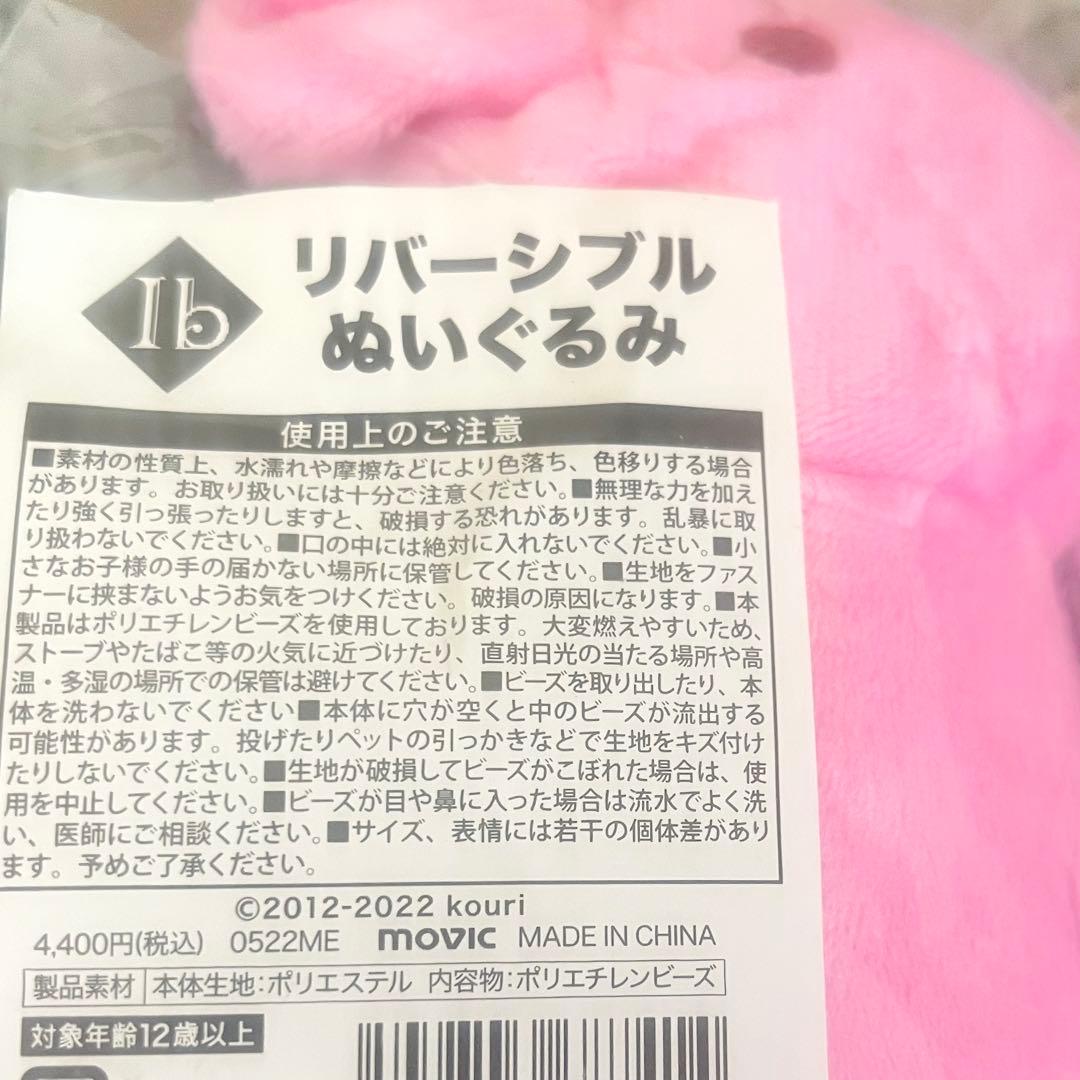 Ib
リバーシブル
ぬいぐるみ
使用上のご注意
■素材の性質上、水濡れや摩擦などにより色落ち、色移りする場合
があります。お取り扱いには十分ご注意ください。■無理な力を加え
たり強く引っ張ったりしますと、破損する恐れがあります。乱暴に取
り扱わないでください。■口の中には絶対に入れないでください。■小
さなお子様の手の届かない場所に保管してください。■生地をファス
ナーに挟まないようお気をつけください。破損の原因になります。■本
製品はポリエチレンビーズを使用しております。大変燃えやすいため、
ストーブやたばこ等の火気に近づけたり、直射日光の当たる場所や高
温・多湿の場所での保管は避けてください。■ビーズを取り出したり、本
体を洗わないでください■本体に穴が空くと中のビーズが流出する
可能性があります。投げたりペットの引っかきなどで生地をキズ付け
たりしないでください。■生地が破損してビーズがこぼれた場合は、使
用を中止してください。■ビーズが目や鼻に入った場合は流水でよく洗
い、医師にご相談ください。■サイズ、表情には若干の個体差があり
ます。予めご了承ください。
©2012-2022 kouri
4,400円(税込) 0522ME movic MADE IN CHINA
製品素材 本体生地:ポリエステル 内容物:ポリエチレンビーズ
対象年齢12歳以上